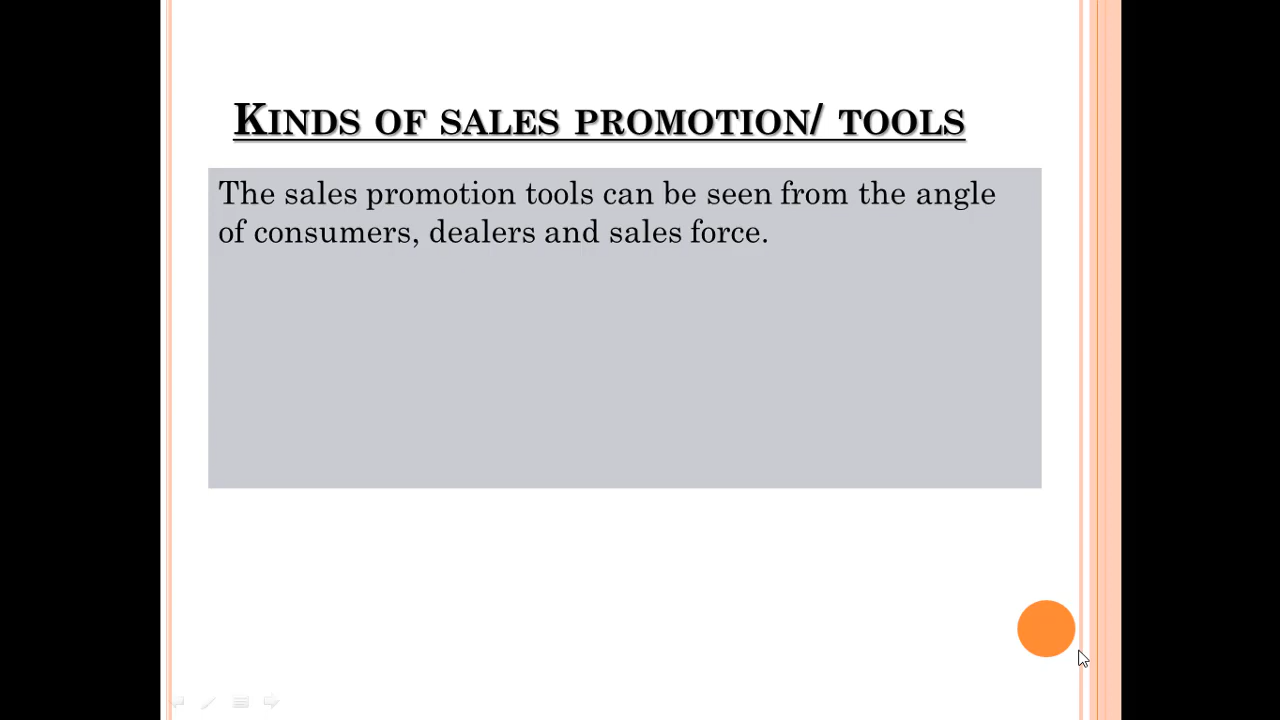 Kinds of sales promotion/ tools
The sales promotion tools can be seen from the angle
of consumers, dealers and sales force.